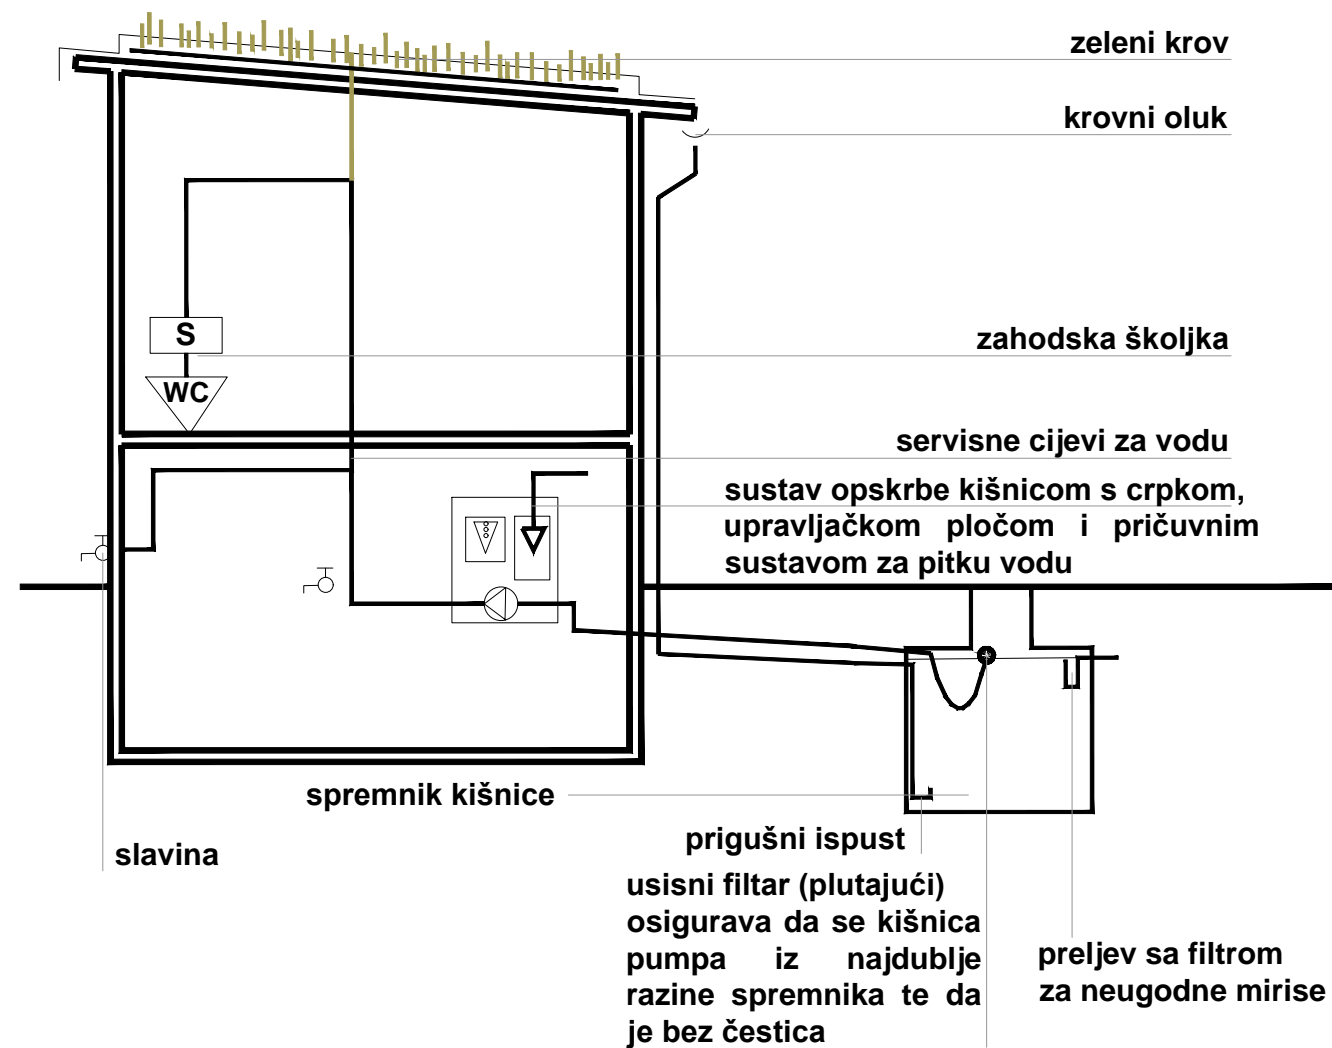 zeleni krov
krovni oluk
S
zahodska školjka
WC
servisne cijevi za vodu
sustav opskrbe kišnicom s crpkom,
upravljačkom pločom i pričuvnim
sustavom za pitku vodu
spremnik kišnice
prigušni ispust
slavina
usisni filtar (plutajući)
osigurava da se kišnica
pumpa iz najdublje
razine spremnika te da
je bez čestica
preljev sa filtrom
za neugodne mirise